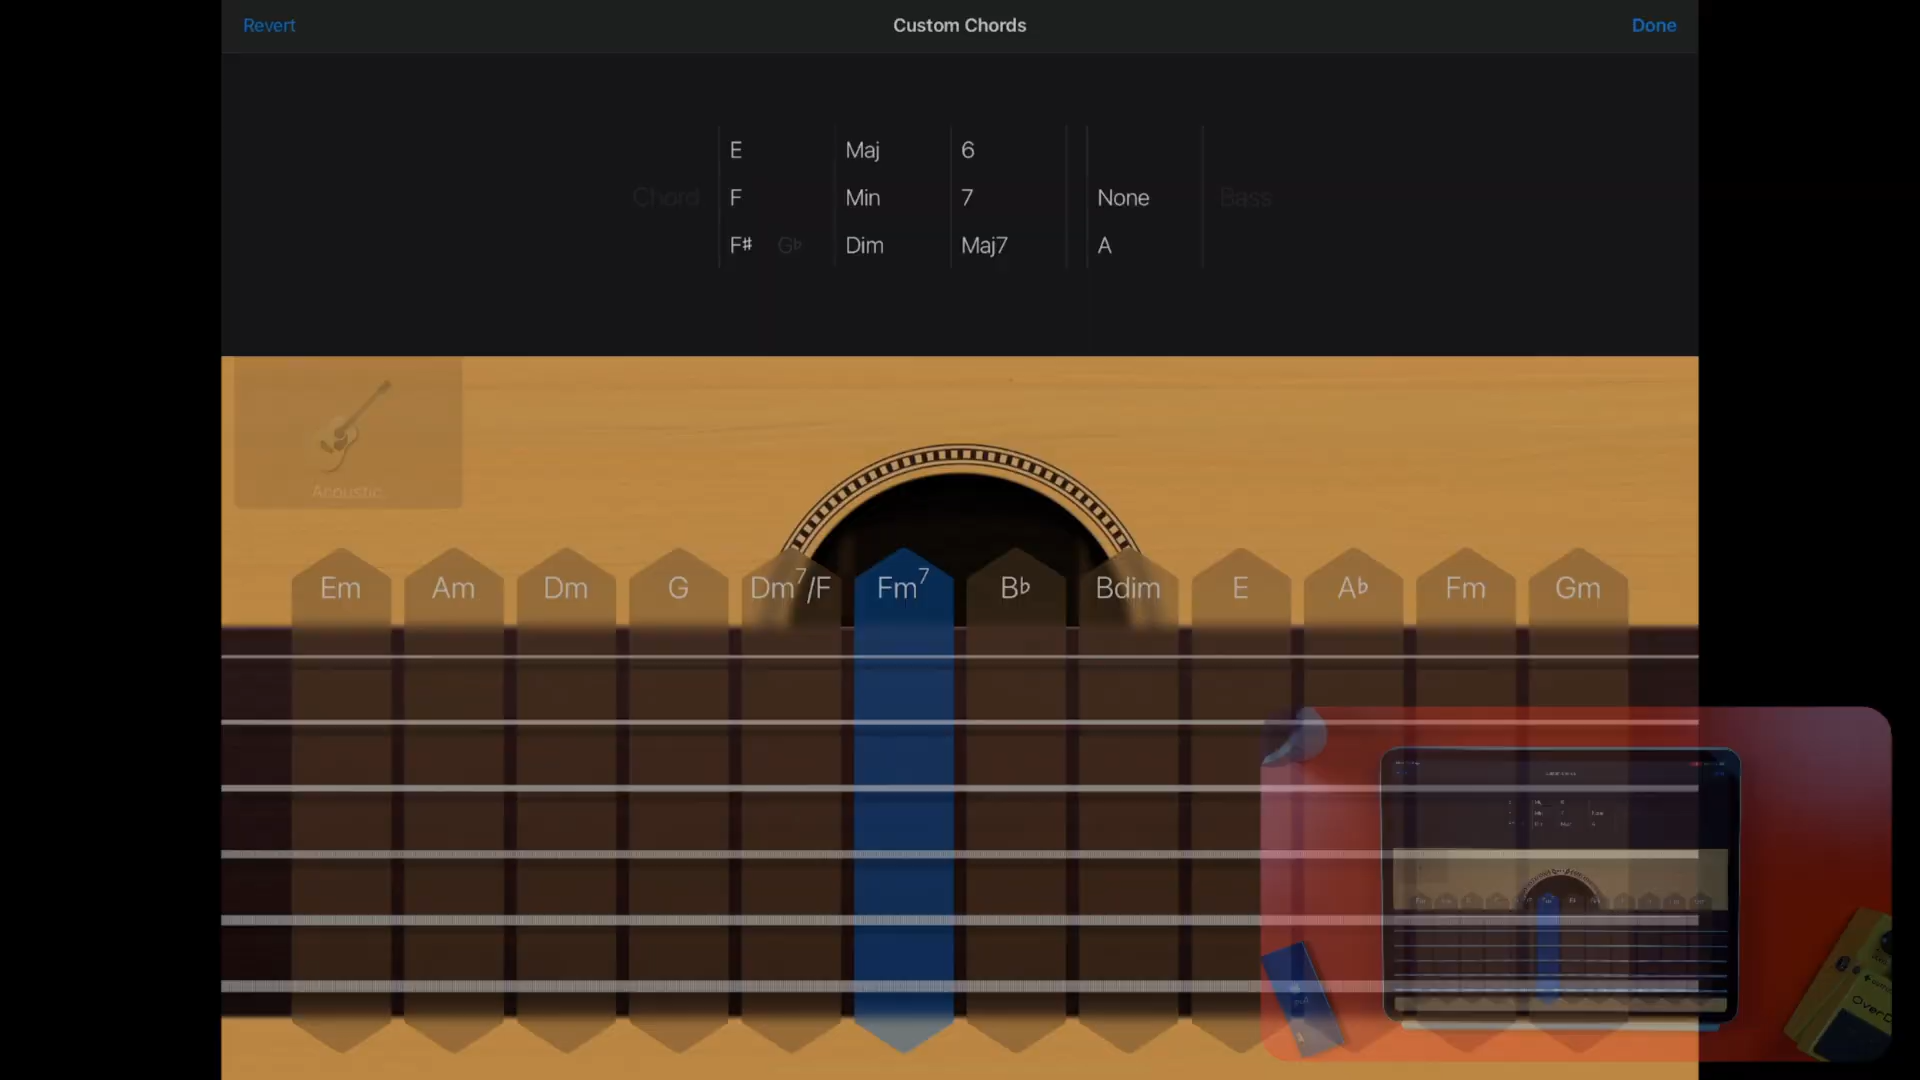 Revert
Custom Chords
Done
E Maj 6
Chord F Min 7 None Bass
F# G♭ Dim Maj7 A
Acoustic
Em Am Dm G Dm7/F Fm7 B♭ Bdim E A♭ Fm Gm